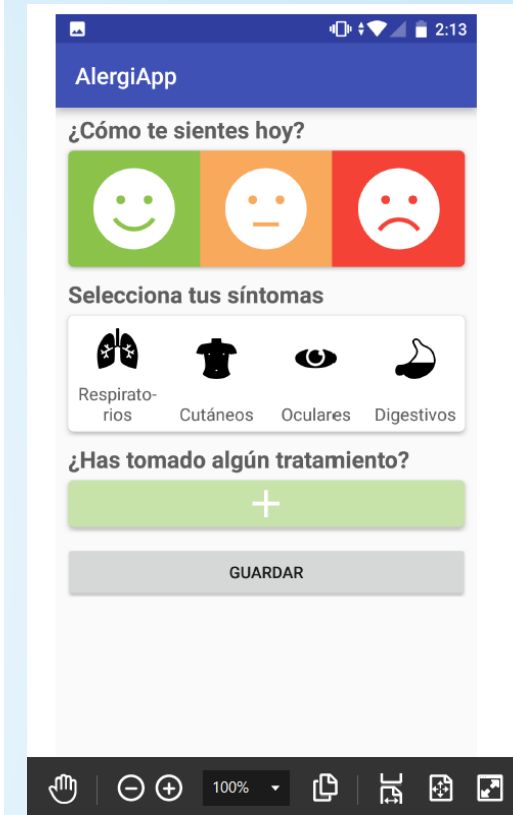 2:13
AlergiApp
¿Cómo te sientes hoy?
Selecciona tus síntomas
Respirato-
rios
Cutáneos
Oculares
Digestivos
¿Has tomado algún tratamiento?
GUARDAR
100%